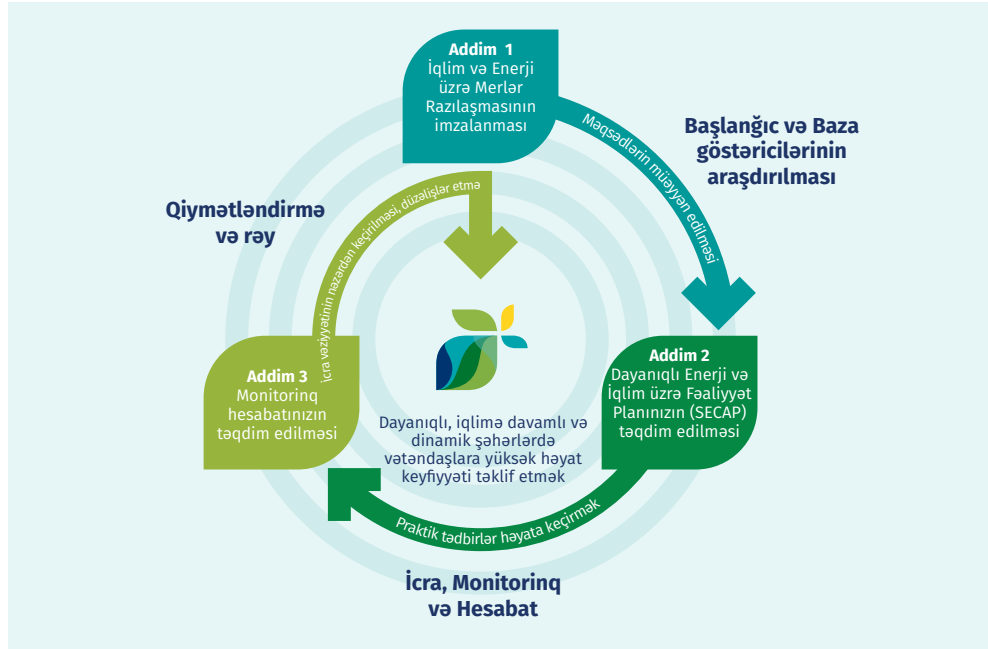 Addim 1
İqlim və Enerji
üzrə Merlər
Razılaşmasının
imzalanması
Məqsədlərin müəyyən edilməsi
Başlanğıc və Baza
göstəricilərinin
araşdırılması
Addim 2
Dayanıqlı Enerji və
İqlim üzrə Fəaliyyət
Planınızın (SECAP)
təqdim edilməsi
Praktik tədbirlər həyata keçirmək
İcra, Monitorinq
və Hesabat
Addim 3
Monitorinq
hesabatınızın
təqdim edilməsi
İcra vəziyyətinin nəzərdən keçirilməsi, düzəlişlər etmə
Qiymətləndirmə
və rəy
Dayanıqlı, iqlimə davamlı və
dinamik şəhərlərdə
vətəndaşlara yüksək həyat
keyfiyyəti təklif etmək